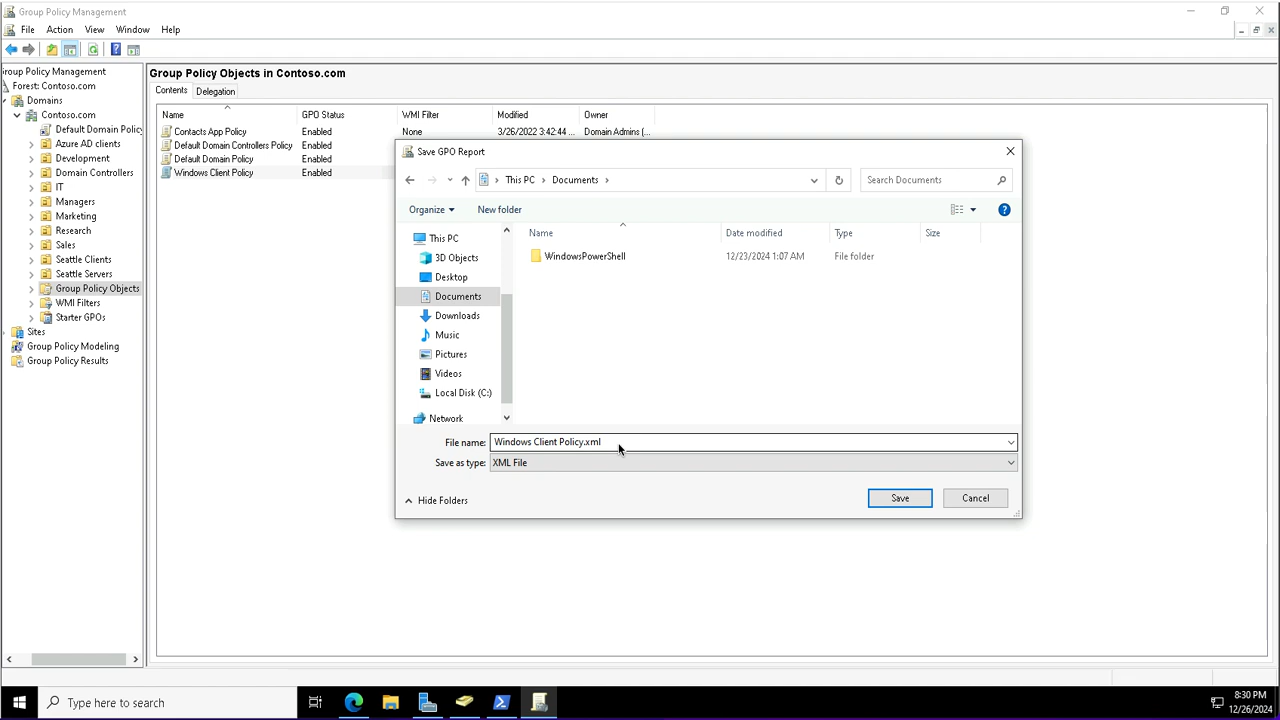 Group Policy Management
File Action View Window Help
roup Policy Management
Forest: Contoso.com
Domains
Contoso.com
Default Domain Policy
Azure AD clients
Development
Domain Controllers
IT
Managers
Marketing
Research
Sales
Seattle Clients
Seattle Servers
Group Policy Objects
WMI Filters
Starter GPOs
Sites
Group Policy Modeling
Group Policy Results
Group Policy Objects in Contoso.com
Contents Delegation
Name GPO Status WMI Filter Modified Owner
Contacts App Policy Enabled None 3/26/2022 3:42:44 ... Domain Admins (...
Default Domain Controllers Policy Enabled
Default Domain Policy Enabled
Windows Client Policy Enabled
Save GPO Report
This PC > Documents >
Search Documents
Organize New folder
This PC
3D Objects
Desktop
Documents
Downloads
Music
Pictures
Videos
Local Disk (C:)
Network
Name Date modified Type Size
WindowsPowerShell 12/23/2024 1:07 AM File folder
File name: Windows Client Policy.xml
Save as type: XML File
Hide Folders Save Cancel
Type here to search
8:30 PM
12/26/2024